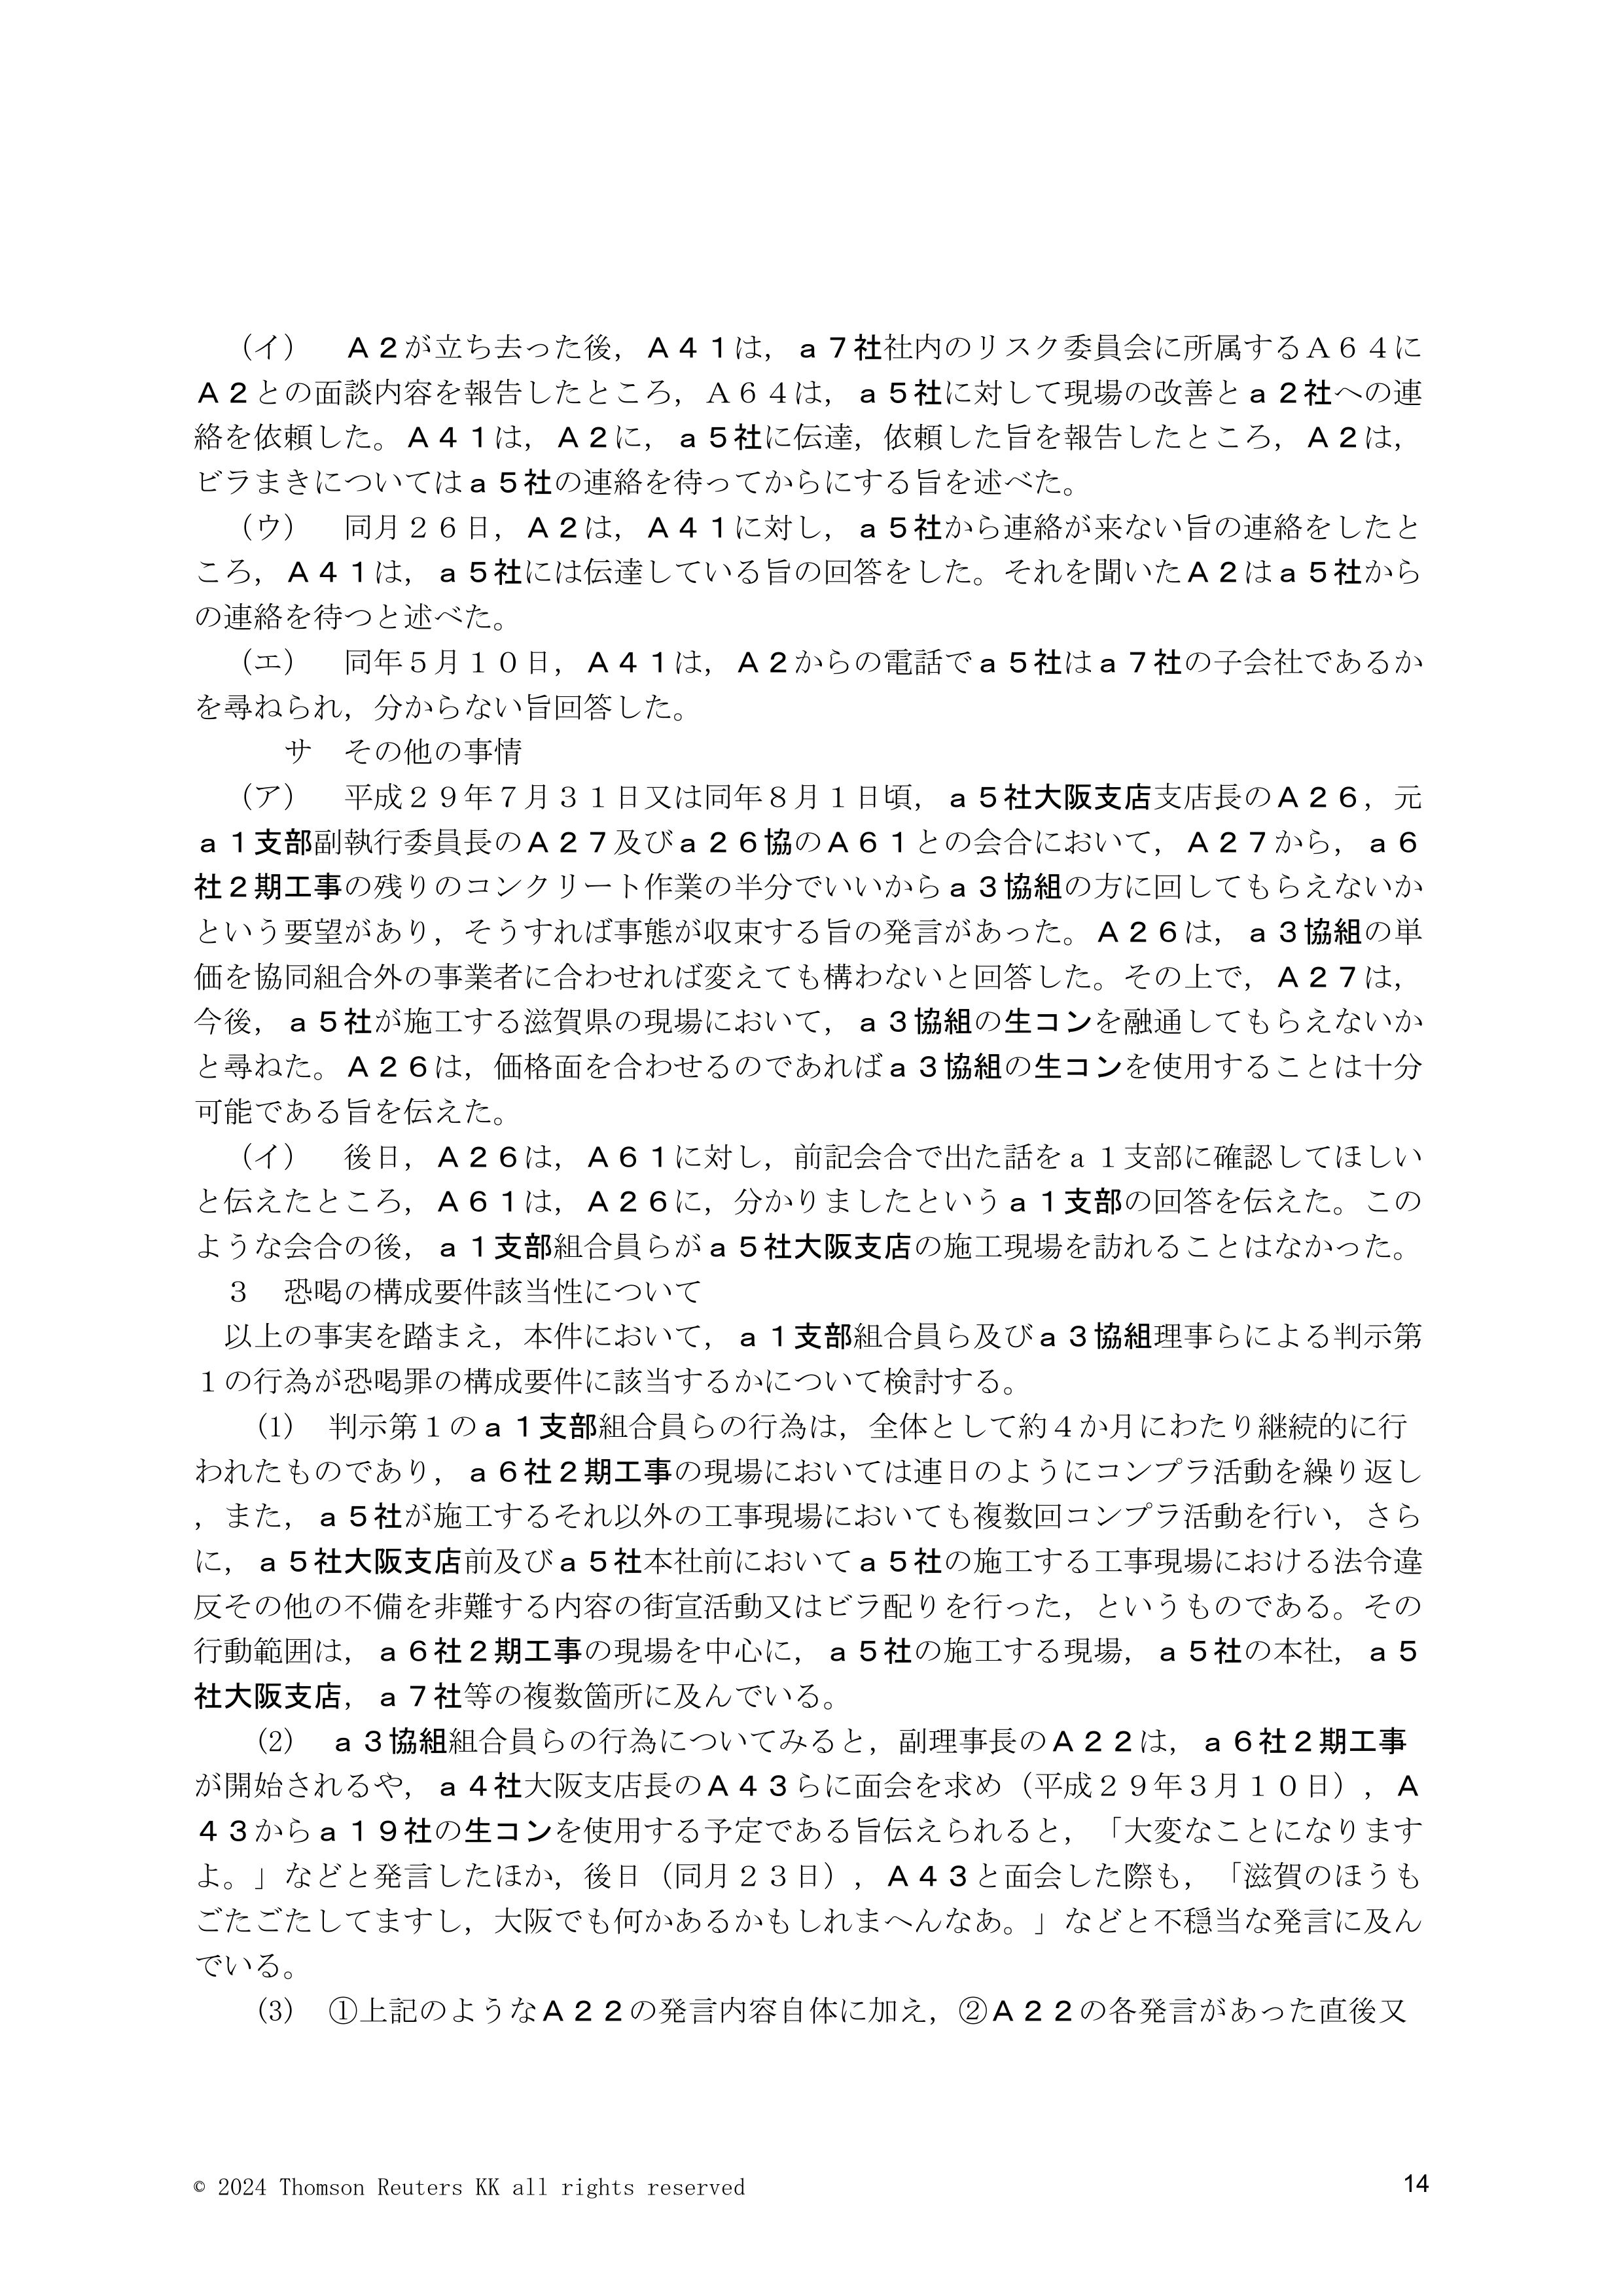 （イ）　Ａ２が立ち去った後，Ａ４１は，ａ７社社内のリスク委員会に所属するＡ６４に
Ａ２との面談内容を報告したところ，Ａ６４は，ａ５社に対して現場の改善とａ２社への連
絡を依頼した。Ａ４１は，Ａ２に，ａ５社に伝達，依頼した旨を報告したところ，Ａ２は，
ビラまきについてはａ５社の連絡を待ってからにする旨を述べた。
（ウ）　同月２６日，Ａ２は，Ａ４１に対し，ａ５社から連絡が来ない旨の連絡をしたと
ころ，Ａ４１は，ａ５社には伝達している旨の回答をした。それを聞いたＡ２はａ５社から
の連絡を待つと述べた。
（エ）　同年５月１０日，Ａ４１は，Ａ２からの電話でａ５社はａ７社の子会社であるか
を尋ねられ，分からない旨回答した。
サ　その他の事情
（ア）　平成２９年７月３１日又は同年８月１日頃，ａ５社大阪支店支店長のＡ２６，元
ａ１支部副執行委員長のＡ２７及びａ２６協のＡ６１との会合において，Ａ２７から，ａ６
社２期工事の残りのコンクリート作業の半分でいいからａ３協組の方に回してもらえないか
という要望があり，そうすれば事態が収束する旨の発言があった。Ａ２６は，ａ３協組の単
価を協同組合外の事業者に合わせれば変えても構わないと回答した。その上で，Ａ２７は，
今後，ａ５社が施工する滋賀県の現場において，ａ３協組の生コンを融通してもらえないか
と尋ねた。Ａ２６は，価格面を合わせるのであればａ３協組の生コンを使用することは十分
可能である旨を伝えた。
（イ）　後日，Ａ２６は，Ａ６１に対し，前記会合で出た話をａ１支部に確認してほしい
と伝えたところ，Ａ６１は，Ａ２６に，分かりましたというａ１支部の回答を伝えた。この
ような会合の後，ａ１支部組合員らがａ５社大阪支店の施工現場を訪れることはなかった。
３　恐喝の構成要件該当性について
以上の事実を踏まえ，本件において，ａ１支部組合員ら及びａ３協組理事らによる判示第
１の行為が恐喝罪の構成要件に該当するかについて検討する。
(1)　判示第１のａ１支部組合員らの行為は，全体として約４か月にわたり継続的に行
われたものであり，ａ６社２期工事の現場においては連日のようにコンプラ活動を繰り返し
，また，ａ５社が施工するそれ以外の工事現場においても複数回コンプラ活動を行い，さら
に，ａ５社大阪支店前及びａ５社本社前においてａ５社の施工する工事現場における法令違
反その他の不備を非難する内容の街宣活動又はビラ配りを行った，というものである。その
行動範囲は，ａ６社２期工事の現場を中心に，ａ５社の施工する現場，ａ５社の本社，ａ５
社大阪支店，ａ７社等の複数箇所に及んでいる。
(2)　ａ３協組組合員らの行為についてみると，副理事長のＡ２２は，ａ６社２期工事
が開始されるや，ａ４社大阪支店長のＡ４３らに面会を求め（平成２９年３月１０日），Ａ
４３からａ１９社の生コンを使用する予定である旨伝えられると，「大変なことになります
よ。」などと発言したほか，後日（同月２３日），Ａ４３と面会した際も，「滋賀のほうも
ごたごたしてますし，大阪でも何かあるかもしれまへんなあ。」などと不穏当な発言に及ん
でいる。
(3)　①上記のようなＡ２２の発言内容自体に加え，②Ａ２２の各発言があった直後又
© 2024 Thomson Reuters KK all rights reserved
14